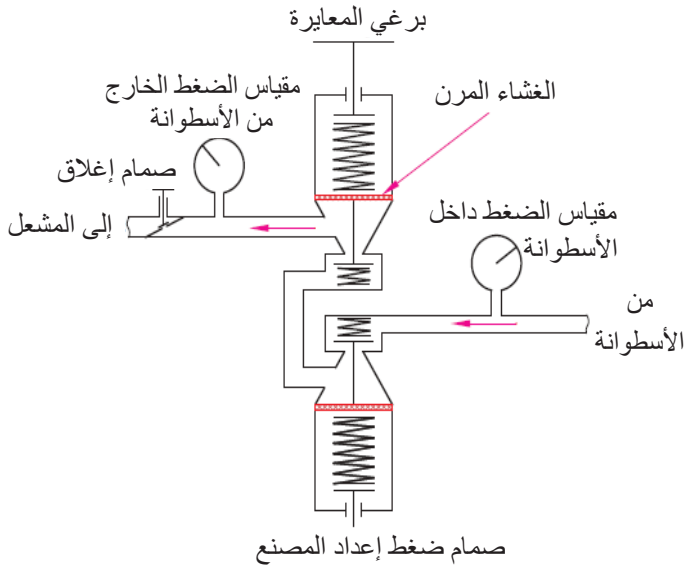 برغي المعايرة
مقياس الضغط الخارج
من الأسطوانة
الغشاء المرن
صمام إغلاق
إلى المشعل
مقياس الضغط داخل
الأسطوانة
من
الأسطوانة
صمام ضغط إعداد المصنع